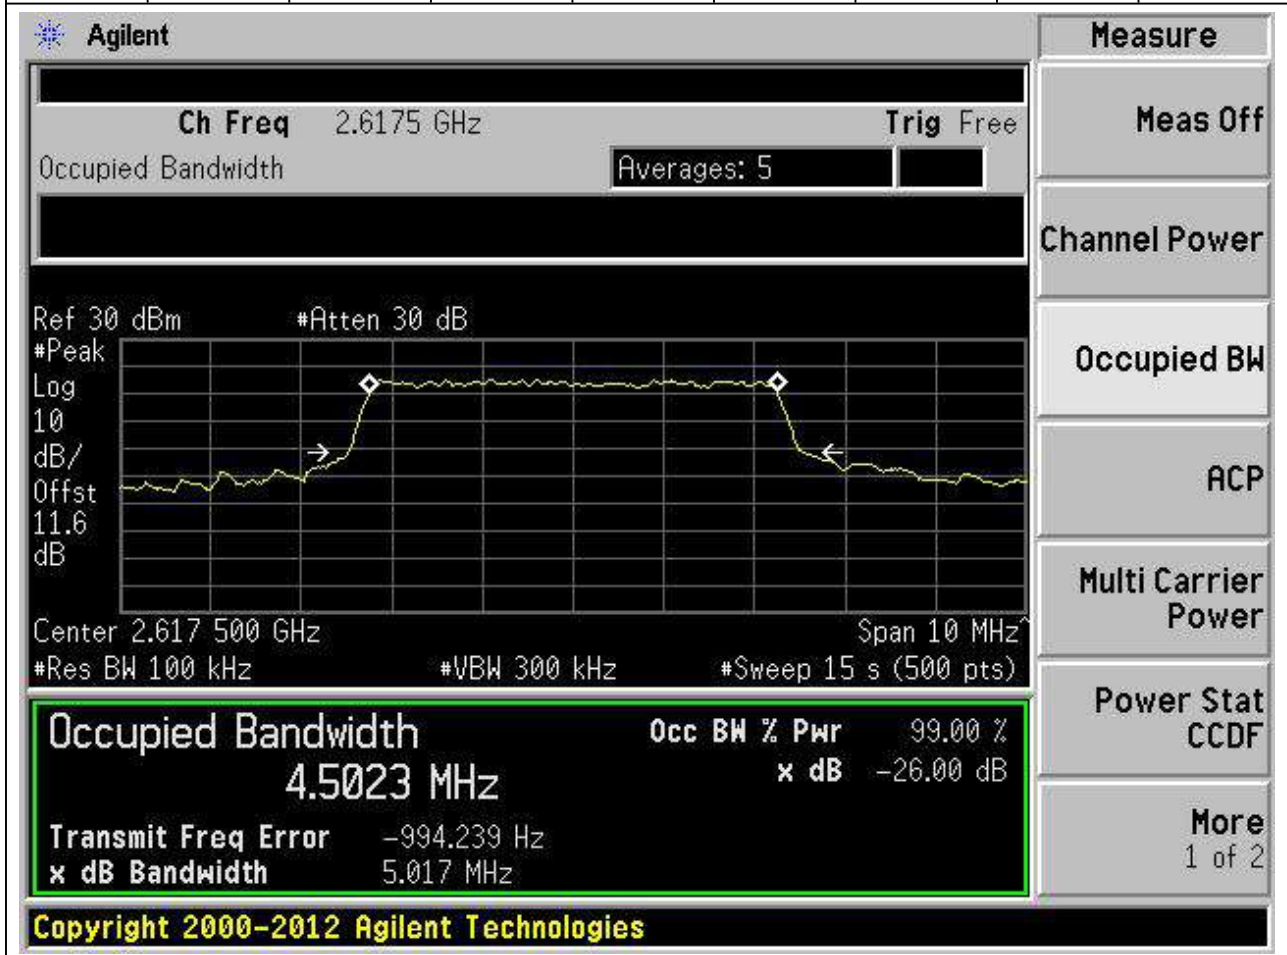 Agilent
Measure
Ch Freq 2.6175 GHz Trig Free
Occupied Bandwidth Averages: 5
Ref 30 dBm #Atten 30 dB
#Peak
Log
10
dB/
Offst
11.6
dB
Center 2.617 500 GHz Span 10 MHz^
#Res BW 100 kHz #VBW 300 kHz #Sweep 15 s (500 pts)
Occupied Bandwidth Occ BW % Pwr 99.00 %
4.5023 MHz x dB -26.00 dB
Transmit Freq Error -994.239 Hz
x dB Bandwidth 5.017 MHz
Copyright 2000-2012 Agilent Technologies
Meas Off
Channel Power
Occupied BW
ACP
Multi Carrier
Power
Power Stat
CCDF
More
1 of 2